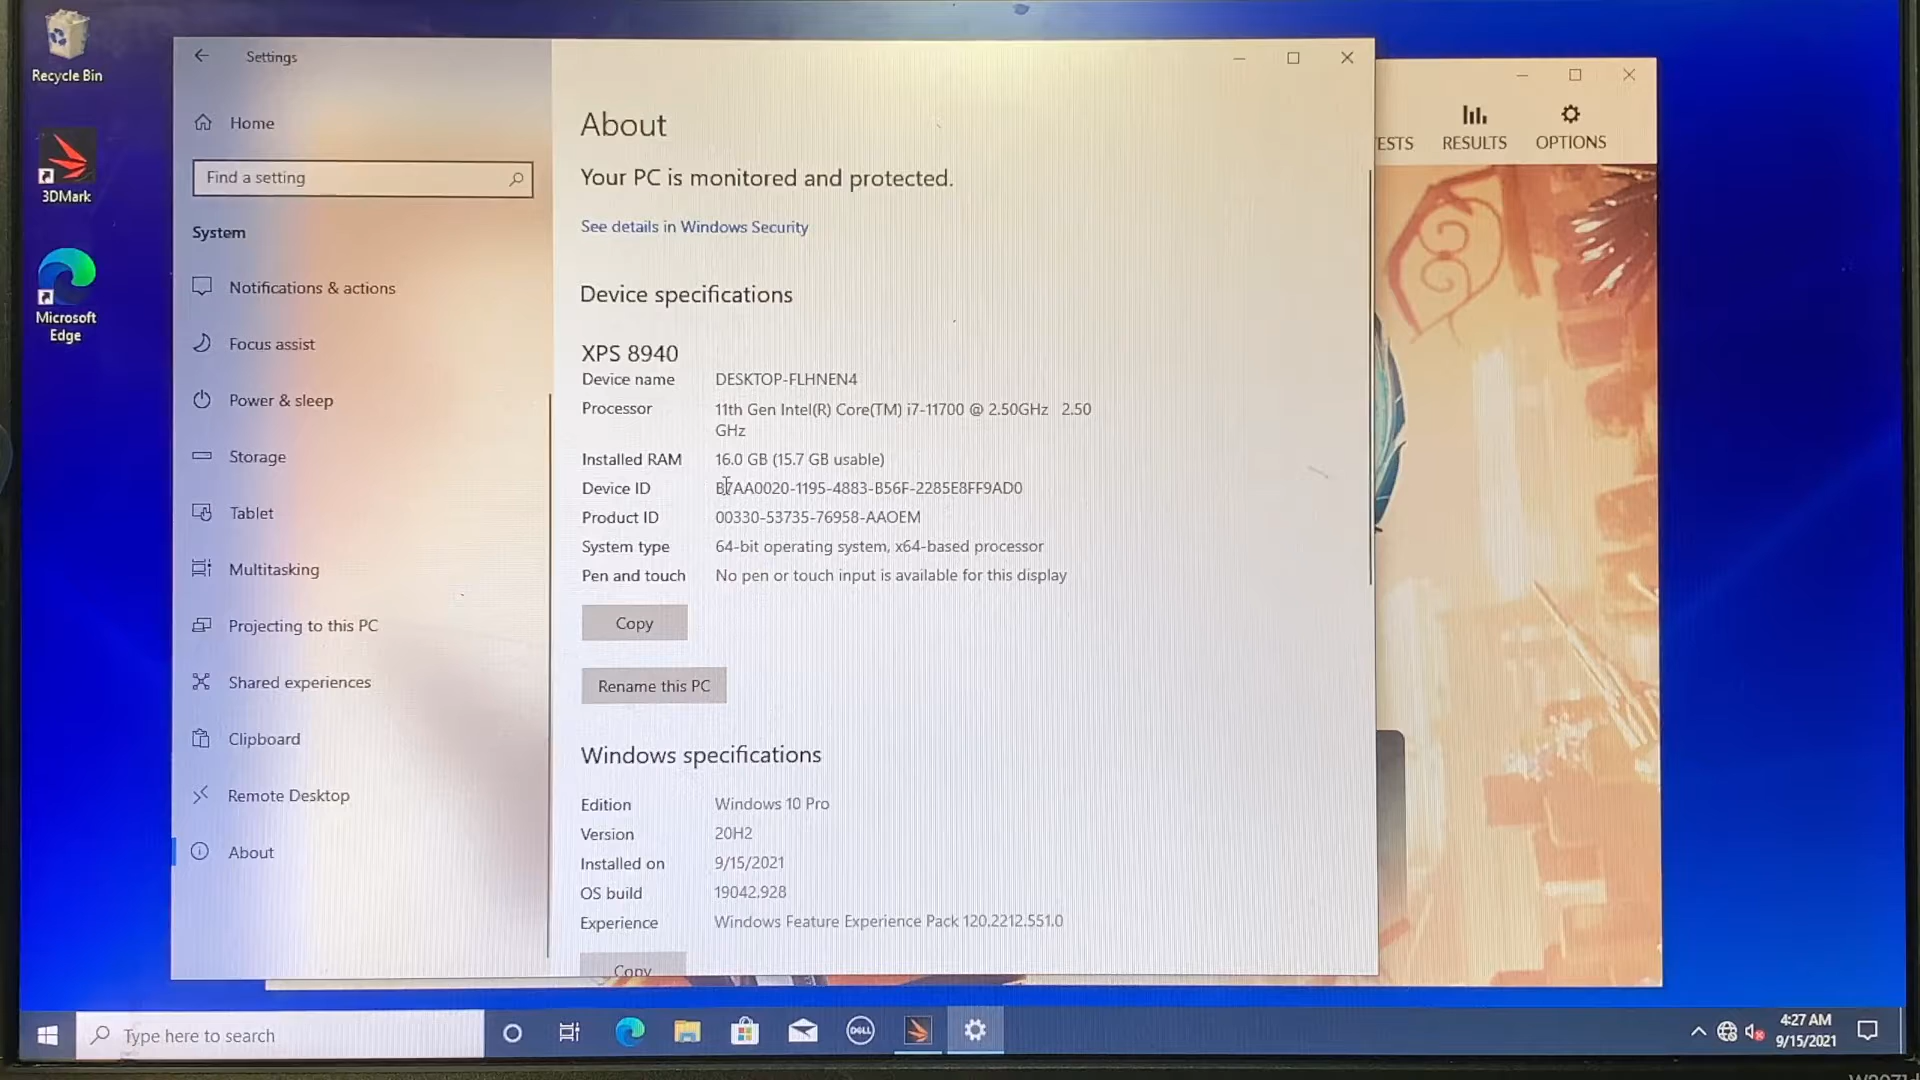 Recycle Bin
3DMark
Microsoft
Edge
Settings
Home
Find a setting
System
Notifications & actions
Focus assist
Power & sleep
Storage
Tablet
Multitasking
Projecting to this PC
Shared experiences
Clipboard
Remote Desktop
About
About
Your PC is monitored and protected.
See details in Windows Security
Device specifications
XPS 8940
Device name DESKTOP-FLHNEN4
Processor 11th Gen Intel(R) Core(TM) i7-11700 @ 2.50GHz 2.50
GHz
Installed RAM 16.0 GB (15.7 GB usable)
Device ID B7AA0020-1195-4883-B56F-2285E8FF9AD0
Product ID 00330-53735-76958-AAOEM
System type 64-bit operating system, x64-based processor
Pen and touch No pen or touch input is available for this display
Copy
Rename this PC
Windows specifications
Edition Windows 10 Pro
Version 20H2
Installed on 9/15/2021
OS build 19042.928
Experience Windows Feature Experience Pack 120.2212.551.0
Copy
ESTS
RESULTS
OPTIONS
Type here to search
DELL
4:27 AM
9/15/2021